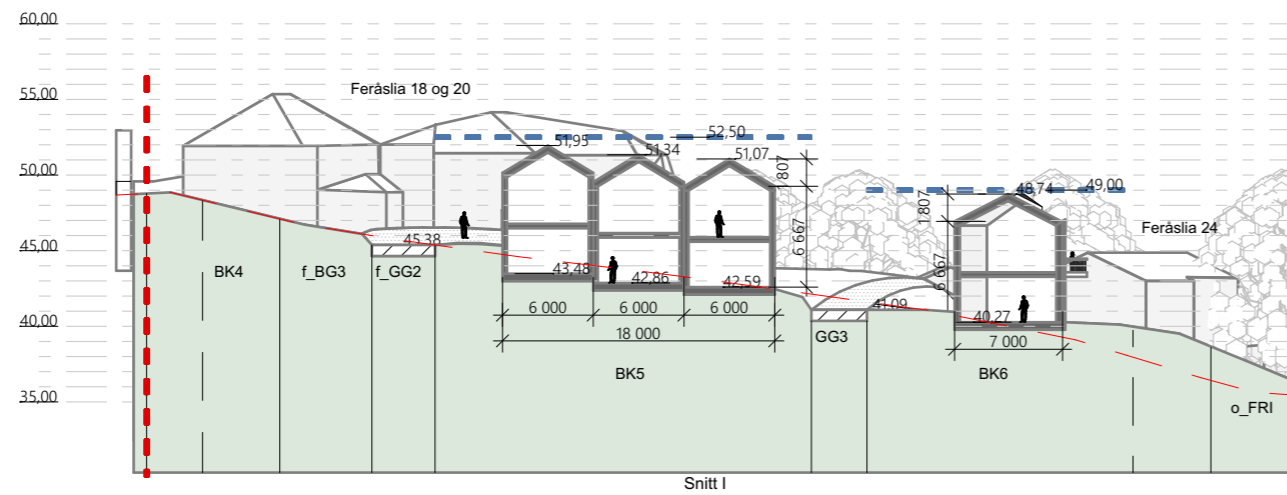 60,00
55,00
50,00
45,00
40,00
35,00
Feråslia 18 og 20
52,50
51,95
51,34
51,07
1 807
6 667
45,38
43,48
42,86
42,59
BK4
f_BG3
f_GG2
6 000
6 000
6 000
18 000
BK5
41,09
GG3
49,00
48,74
1 807
6 667
40,27
7 000
BK6
Feråslia 24
o_FRI
Snitt I